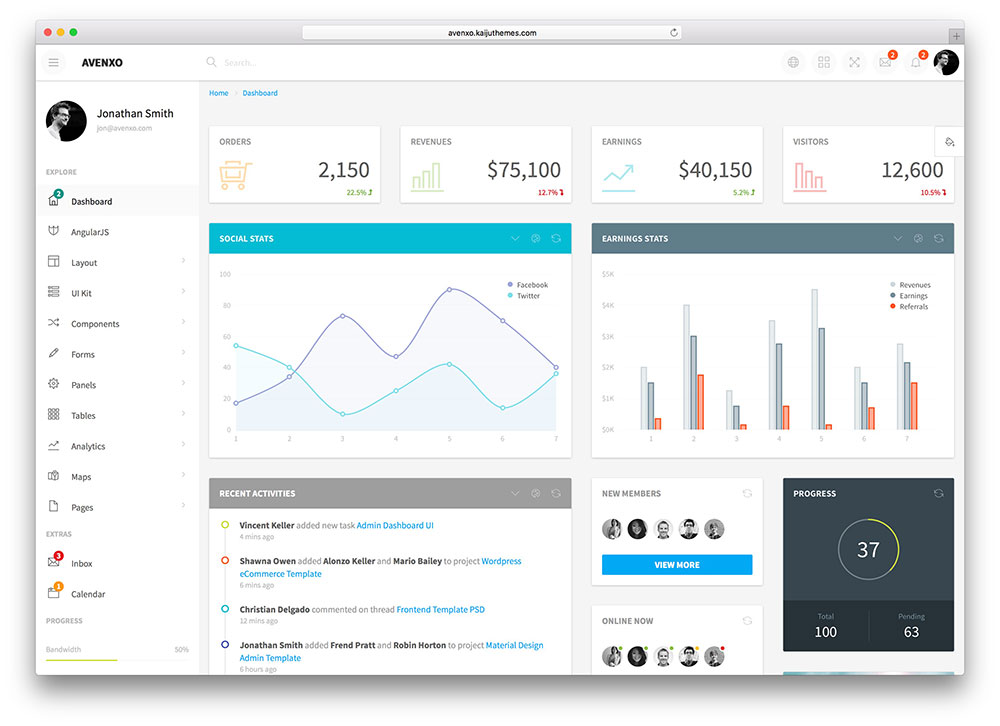 avenxo.kaijuthemes.com
AVENXO
Search...
2
2
Jonathan Smith
jon@avenxo.com
EXPLORE
2
Dashboard
AngularJS
Layout
UI Kit
Components
Forms
Panels
Tables
Analytics
Maps
Pages
EXTRAS
3
Inbox
1
Calendar
PROGRESS
Bandwidth 50%
Home > Dashboard
ORDERS
2,150
22.5%
REVENUES
$75,100
12.7%
EARNINGS
$40,150
5.2%
VISITORS
12,600
10.5%
SOCIAL STATS
Facebook
Twitter
100
80
60
40
20
0
1 2 3 4 5 6 7
EARNINGS STATS
Revenues
Earnings
Referrals
$5K
$4K
$3K
$2K
$1K
$0K
1 2 3 4 5 6 7
RECENT ACTIVITIES
Vincent Keller added new task Admin Dashboard UI
4 mins ago
Shawna Owen added Alonzo Keller and Mario Bailey to project Wordpress
eCommerce Template
6 mins ago
Christian Delgado commented on thread Frontend Template PSD
12 mins ago
Jonathan Smith added Frend Pratt and Robin Horton to project Material Design
Admin Template
6 hours ago
NEW MEMBERS
VIEW MORE
ONLINE NOW
PROGRESS
37
Total Pending
100 63